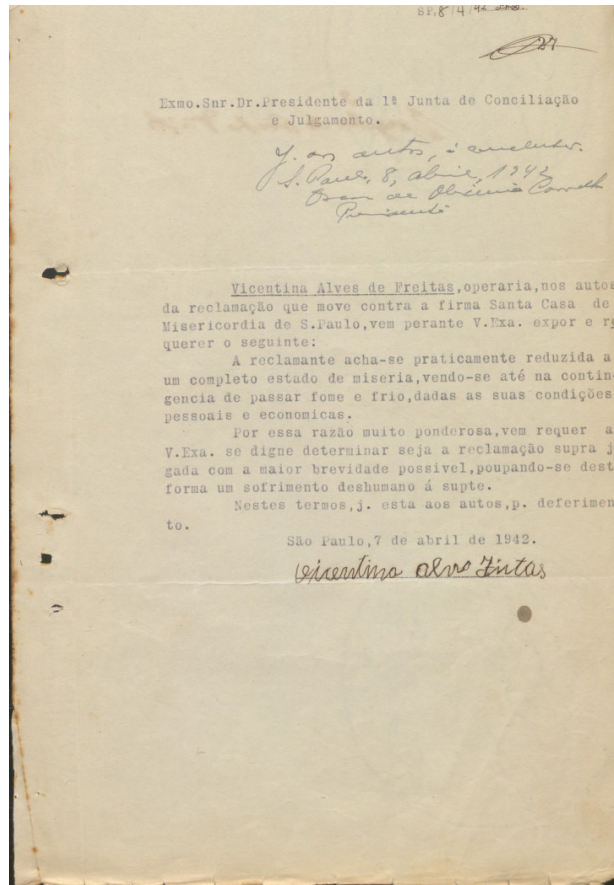 SP, 8/4/42
27
Exmo.Snr.Dr.Presidente da 1ª Junta de Conciliação
e Julgamento.
J. aos autos, á conclusão.
S. Paulo, 8, abril, 1942
Oscar de Oliveira Carvalho
Presidente
Vicentina Alves de Freitas,operaria,nos autos
da reclamação que move contra a firma Santa Casa de
Misericordia de S.Paulo,vem perante V.Exa. expor e re
querer o seguinte:
A reclamante acha-se praticamente reduzida a
um completo estado de miseria,vendo-se até na contin
gencia de passar fome e frio,dadas as suas condições
pessoais e economicas.
Por essa razão muito ponderosa,vem requer a
V.Exa. se digne determinar seja a reclamação supra j
gada com a maior brevidade possivel,poupando-se dest
forma um sofrimento deshumano á supte.
Nestes termos,j. esta aos autos,p. deferimen
to.
São Paulo,7 de abril de 1942.
Vicentina Alves Fritas